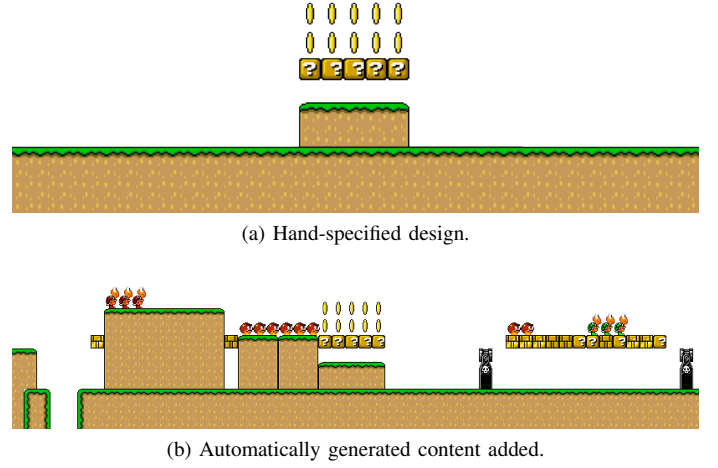 ? ? ? ? ?
(a) Hand-specified design.
? ? ? ? ? ? ? ? ?
(b) Automatically generated content added.